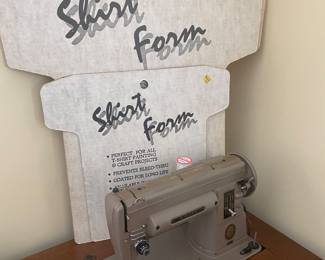 Shirt
Form
Shirt
Form
• PERFECT FOR ALL
T-SHIRT PAINTING
& CRAFT PROJECTS
• PREVENTS BLEED-THRU
• COATED FOR LONG LIFE